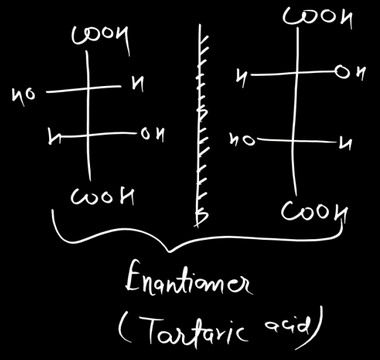 COOH
HO H
H OH
COOH
COOH
H OH
HO H
COOH
Enantiomer
(Tartaric acid)